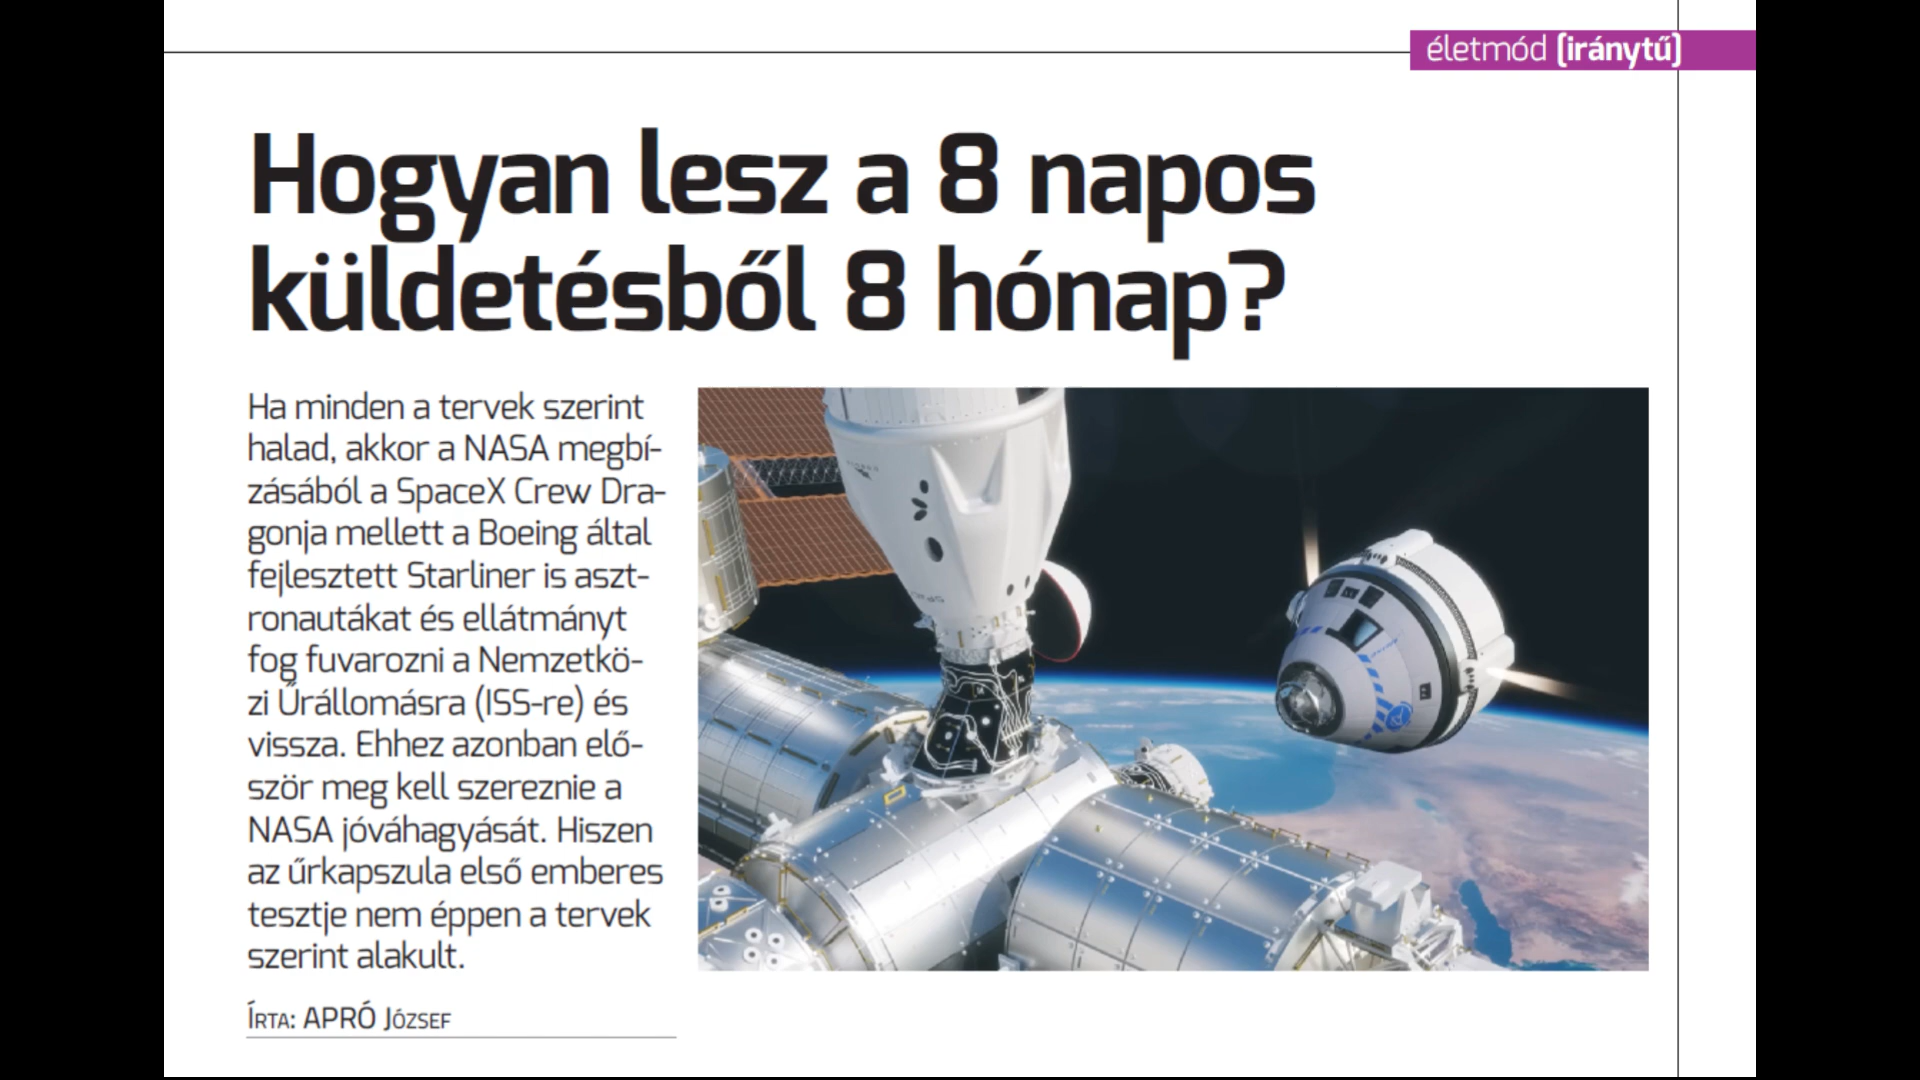 életmód [iránytű]
Hogyan lesz a 8 napos
küldetésből 8 hónap?
Ha minden a tervek szerint
halad, akkor a NASA megbí-
zásából a SpaceX Crew Dra-
gonja mellett a Boeing által
fejlesztett Starliner is aszt-
ronautákat és ellátmányt
fog fuvarozni a Nemzetkö-
zi Űrállomásra (ISS-re) és
vissza. Ehhez azonban elő-
ször meg kell szereznie a
NASA jóváhagyását. Hiszen
az űrkapszula első emberes
tesztje nem éppen a tervek
szerint alakult.
Írta: APRÓ József